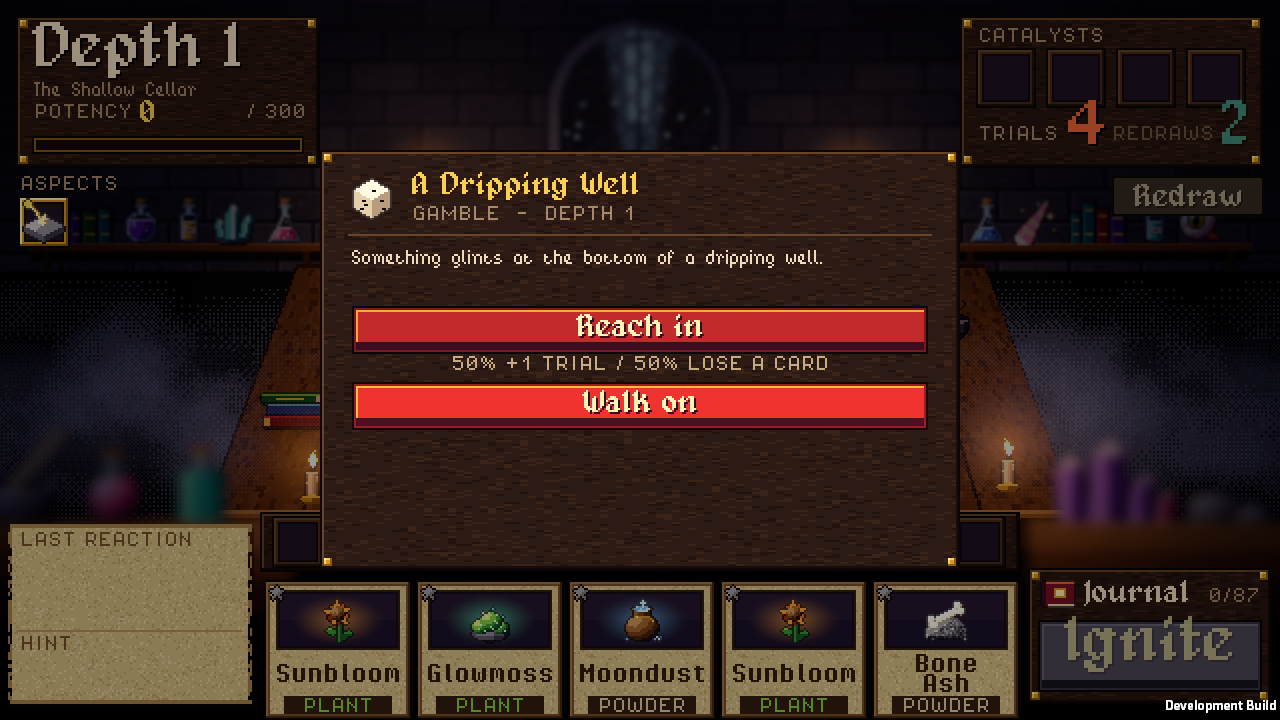 Depth 1
The Shallow Cellar
POTENCY 0 / 300
ASPECTS
CATALYSTS
TRIALS 4 REDRAWS 2
Redraw
A Dripping Well
GAMBLE - DEPTH 1
Something glints at the bottom of a dripping well.
Reach in
50% +1 TRIAL / 50% LOSE A CARD
Walk on
LAST REACTION
HINT
Sunbloom
PLANT
Glowmoss
PLANT
Moondust
POWDER
Sunbloom
PLANT
Bone
Ash
POWDER
Journal 0/87
Ignite
Development Build